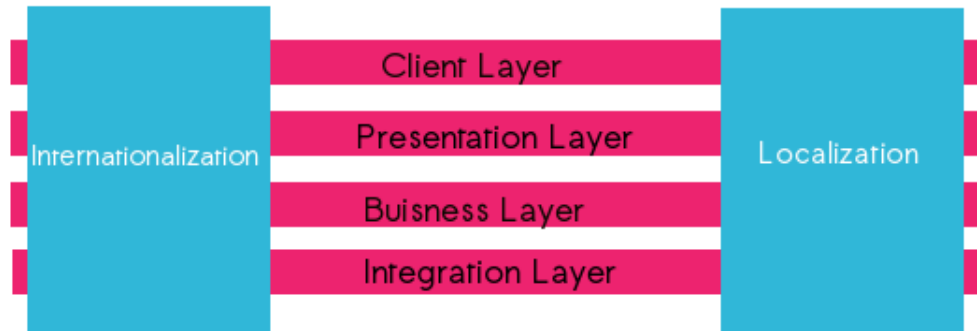 Client Layer
Presentation Layer
Internationalization
Localization
Buisness Layer
Integration Layer